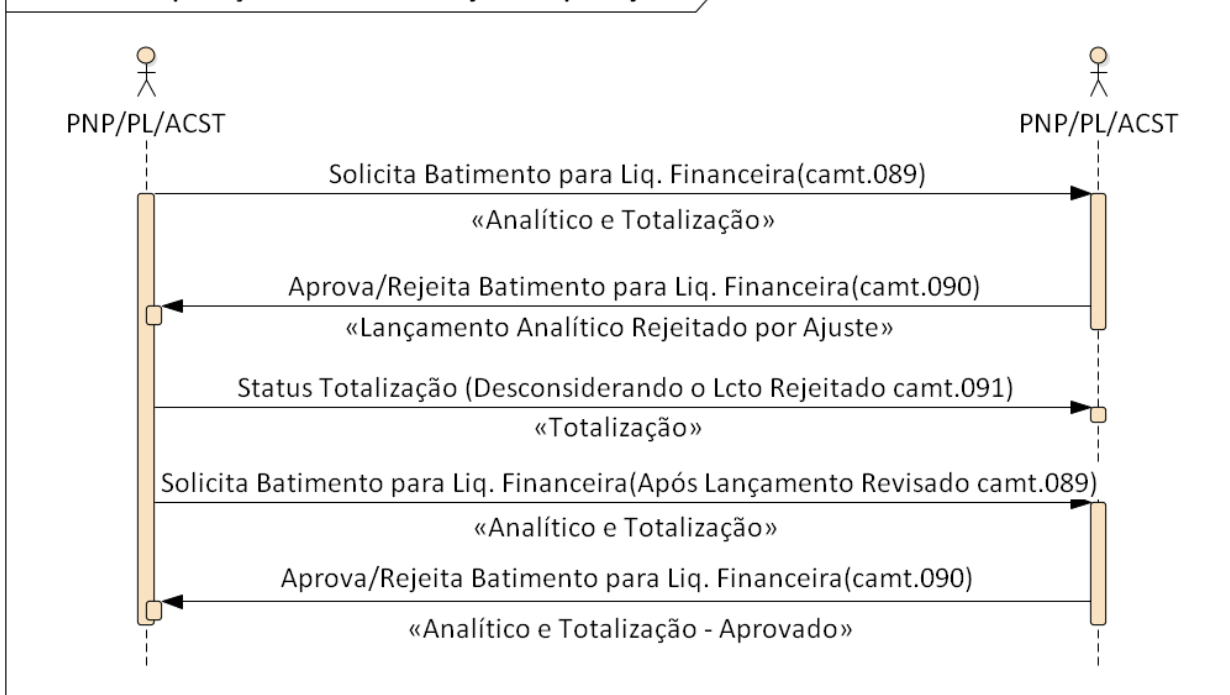 PNP/PL/ACST
PNP/PL/ACST
Solicita Batimento para Liq. Financeira(camt.089)
«Analítico e Totalização»
Aprova/Rejeita Batimento para Liq. Financeira(camt.090)
«Lançamento Analítico Rejeitado por Ajuste»
Status Totalização (Desconsiderando o Lcto Rejeitado camt.091)
«Totalização»
Solicita Batimento para Liq. Financeira(Após Lançamento Revisado camt.089)
«Analítico e Totalização»
Aprova/Rejeita Batimento para Liq. Financeira(camt.090)
«Analítico e Totalização - Aprovado»